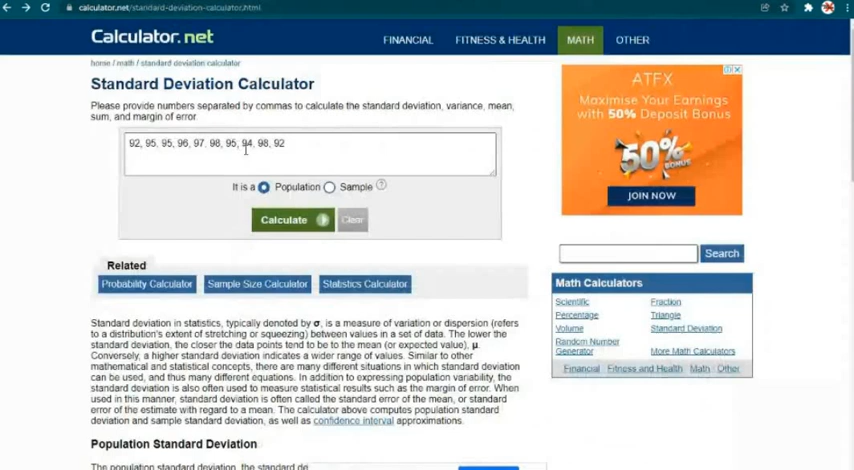 calculator.net/standard-deviation-calculator.html
Calculator.net
FINANCIAL FITNESS & HEALTH MATH OTHER
home / math / standard deviation calculator
Standard Deviation Calculator
Please provide numbers separated by commas to calculate the standard deviation, variance, mean,
sum, and margin of error.
92, 95, 95, 96, 97, 98, 95, 94, 98, 92
It is a Population Sample ?
Calculate Clear
ATFX
Maximise Your Earnings
with 50% Deposit Bonus
50%
BONUS
JOIN NOW
Search
Related
Probability Calculator Sample Size Calculator Statistics Calculator
Math Calculators
Scientific Fraction
Percentage Triangle
Volume Standard Deviation
Random Number
Generator More Math Calculators
Financial Fitness and Health Math Other
Standard deviation in statistics, typically denoted by σ, is a measure of variation or dispersion (refers
to a distribution's extent of stretching or squeezing) between values in a set of data. The lower the
standard deviation, the closer the data points tend to be to the mean (or expected value), μ.
Conversely, a higher standard deviation indicates a wider range of values. Similar to other
mathematical and statistical concepts, there are many different situations in which standard deviation
can be used, and thus many different equations. In addition to expressing population variability, the
standard deviation is also often used to measure statistical results such as the margin of error. When
used in this manner, standard deviation is often called the standard error of the mean, or standard
error of the estimate with regard to a mean. The calculator above computes population standard
deviation and sample standard deviation, as well as confidence interval approximations.
Population Standard Deviation
The population standard deviation, the standard de